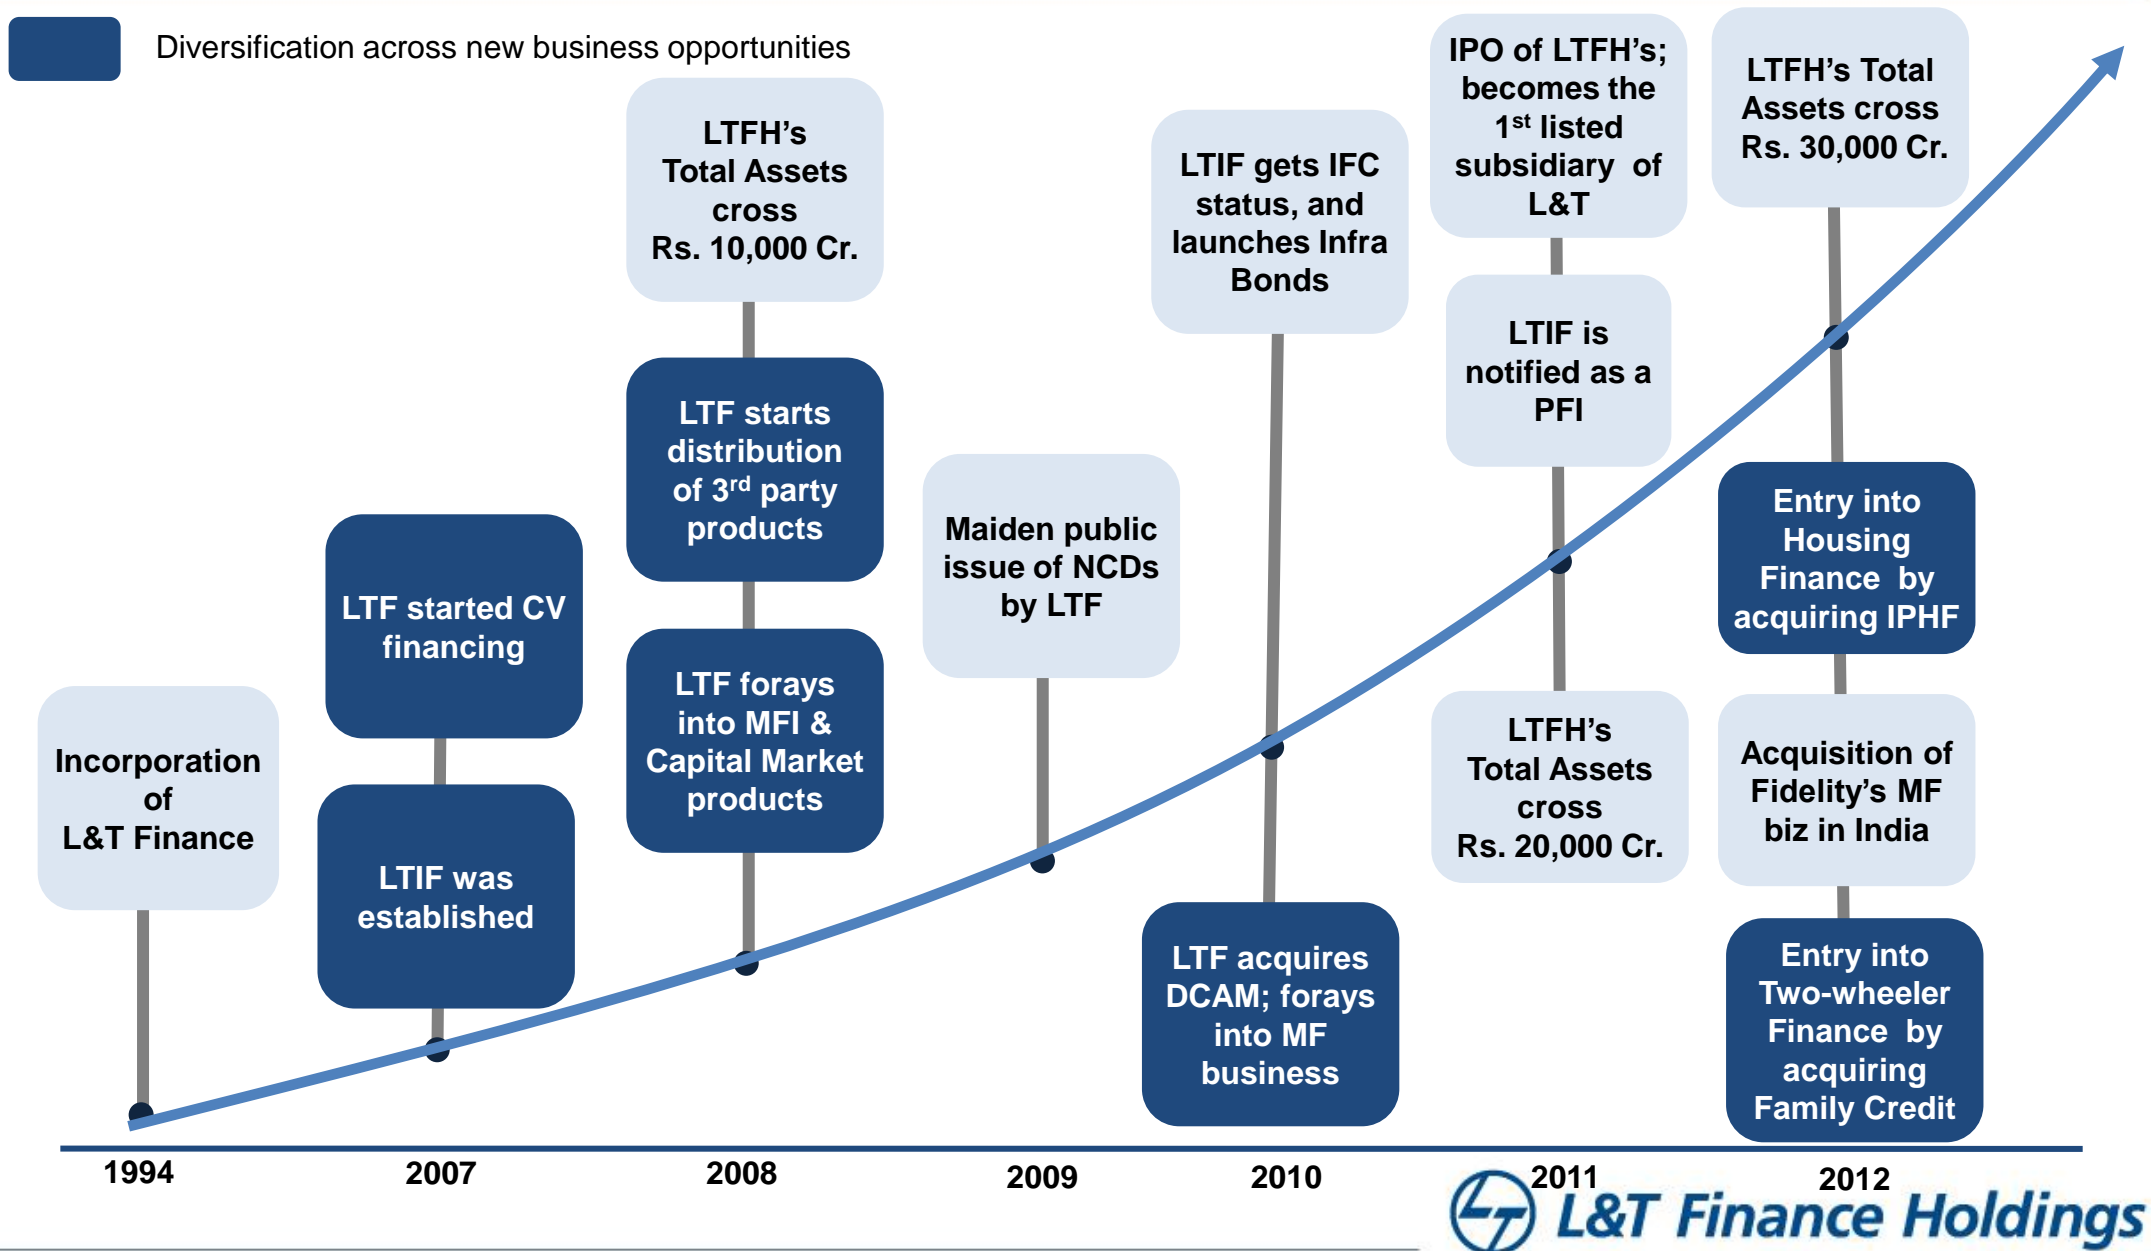 Diversification across new business opportunities
Incorporation
of
L&T Finance
LTF started CV
financing
LTIF was
established
LTFH’s
Total Assets
cross
Rs. 10,000 Cr.
LTF starts
distribution
of 3rd party
products
LTF forays
into MFI &
Capital Market
products
Maiden public
issue of NCDs
by LTF
LTIF gets IFC
status, and
launches Infra
Bonds
LTF acquires
DCAM; forays
into MF
business
IPO of LTFH’s;
becomes the
1st listed
subsidiary of
L&T
LTIF is
notified as a
PFI
LTFH’s
Total Assets
cross
Rs. 20,000 Cr.
LTFH’s Total
Assets cross
Rs. 30,000 Cr.
Entry into
Housing
Finance by
acquiring IPHF
Acquisition of
Fidelity’s MF
biz in India
Entry into
Two-wheeler
Finance by
acquiring
Family Credit
1994
2007
2008
2009
2010
2011
2012
L&T Finance Holdings